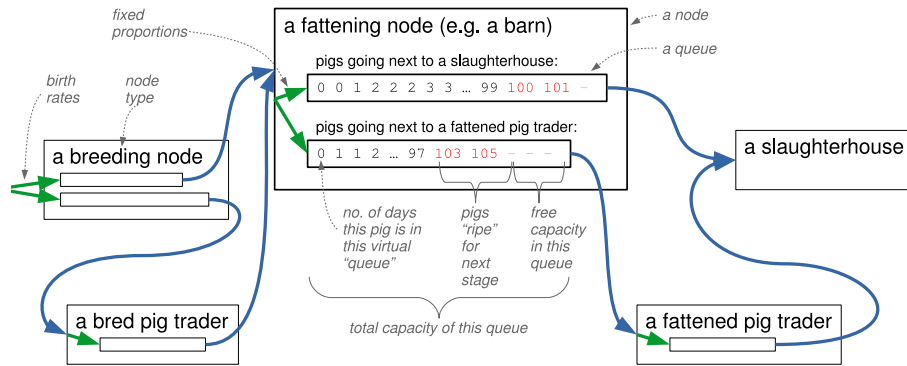 a fattening node (e.g. a barn)
a node
fixed
proportions
a queue
pigs going next to a slaughterhouse:
0 0 1 2 2 2 3 3 … 99 100 101 –
birth
rates
node
type
pigs going next to a fattened pig trader:
0 1 1 2 … 97 103 105 – – –
a breeding node
a slaughterhouse
no. of days
this pig is in
this virtual
“queue”
pigs
“ripe”
for
next
stage
free
capacity
in this
queue
total capacity of this queue
a bred pig trader
a fattened pig trader